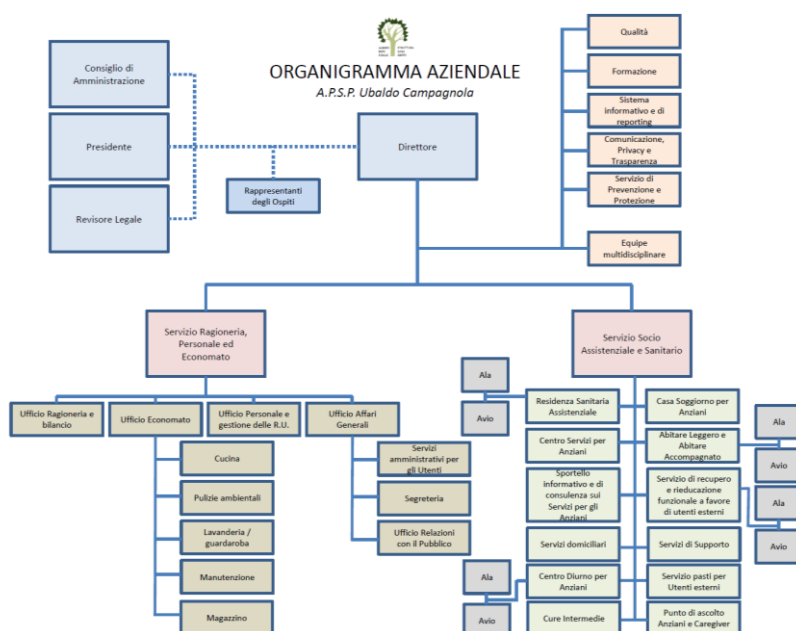 ORGANIGRAMMA AZIENDALE
A.P.S.P. Ubaldo Campagnola
Consiglio di
Amministrazione
Presidente
Revisore Legale
Rappresentanti
degli Ospiti
Direttore
Qualità
Formazione
Sistema
informativo e di
reporting
Comunicazione,
Privacy e
Trasparenza
Servizio di
Prevenzione e
Protezione
Equipe
multidisciplinare
Servizio Ragioneria,
Personale ed
Economato
Servizio Socio
Assistenziale e Sanitario
Ufficio Ragioneria e
bilancio
Ufficio Economato
Ufficio Personale e
gestione delle R.U.
Ufficio Affari
Generali
Cucina
Pulizie ambientali
Lavanderia /
guardaroba
Manutenzione
Magazzino
Servizi
amministrativi per
gli Utenti
Segreteria
Ufficio Relazioni
con il Pubblico
Ala
Avio
Residenza Sanitaria
Assistenziale
Casa Soggiorno per
Anziani
Centro Servizi per
Anziani
Abitare Leggero e
Abitare
Accompagnato
Ala
Avio
Sportello
informativo e di
consulenza sui
Servizi per gli
Anziani
Servizio di recupero
e rieducazione
funzionale a favore
di utenti esterni
Ala
Avio
Servizi domiciliari
Servizi di Supporto
Ala
Avio
Centro Diurno per
Anziani
Servizio pasti per
Utenti esterni
Cure Intermedie
Punto di ascolto
Anziani e Caregiver